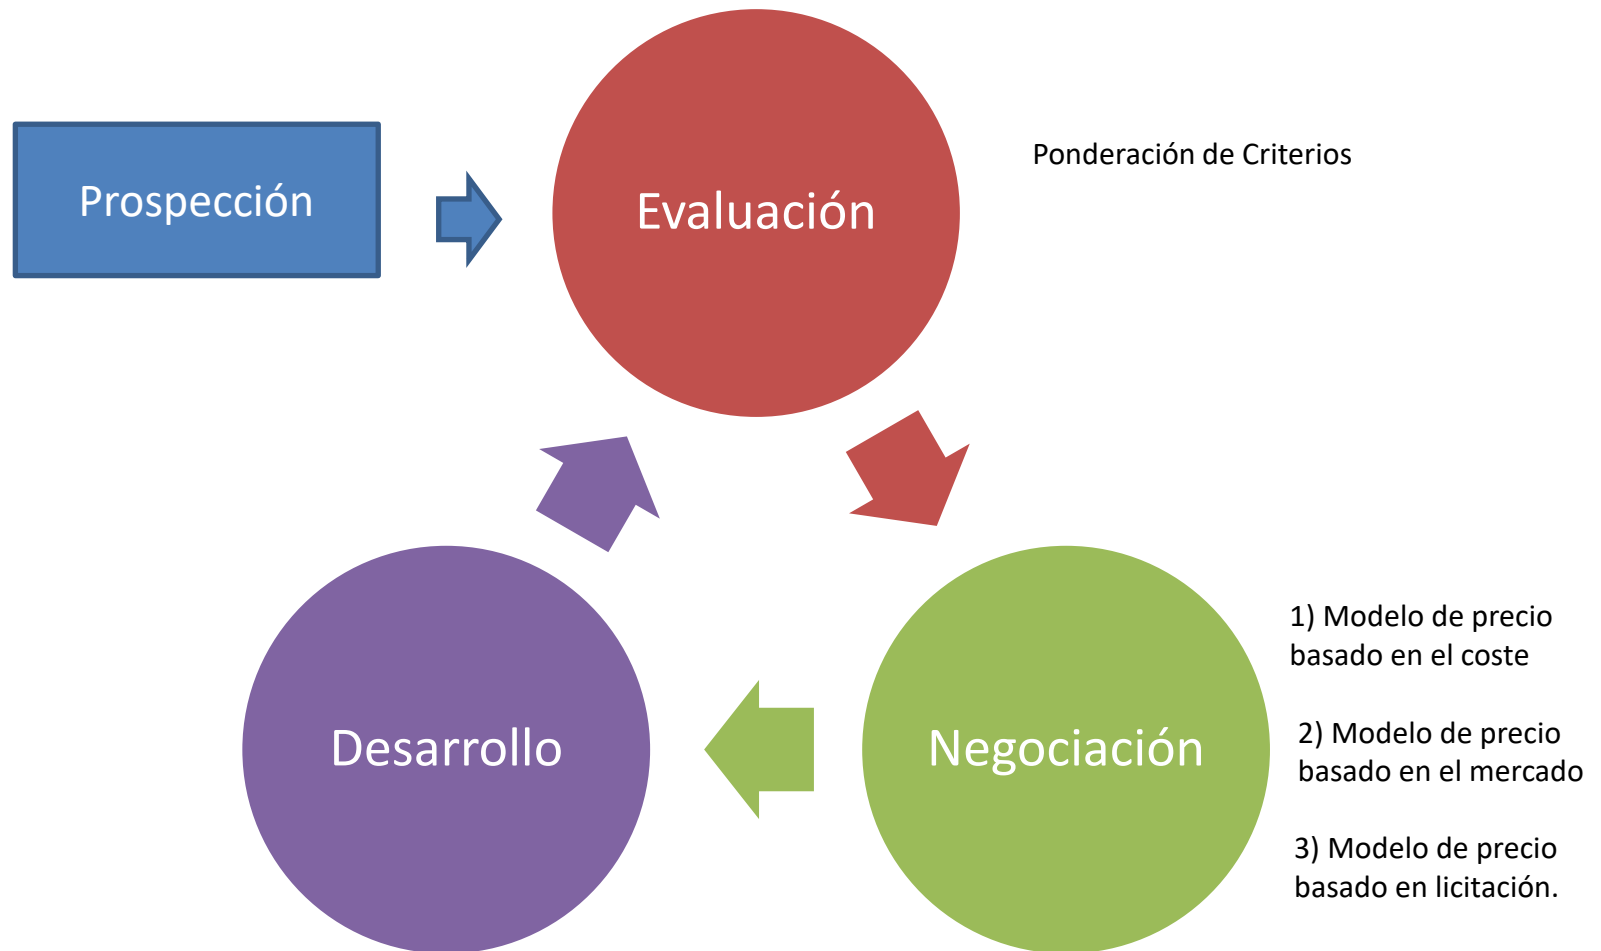 Prospección
Evaluación
Ponderación de Criterios
Desarrollo
Negociación
1) Modelo de precio
basado en el coste
2) Modelo de precio
basado en el mercado
3) Modelo de precio
basado en licitación.